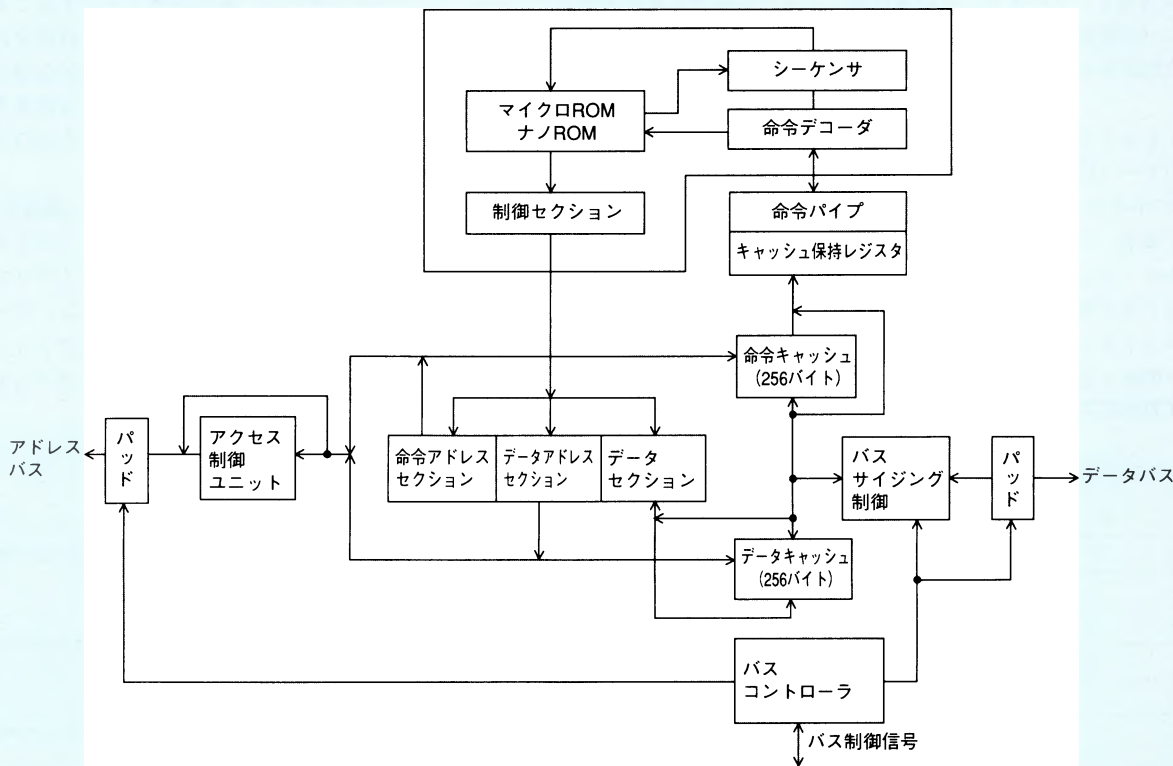 シーケンサ
マイクロROM
ナノROM
命令デコーダ
制御セクション
命令パイプ
キャッシュ保持レジスタ
命令キャッシュ
(256バイト)
アドレス
バス
パッド
アクセス
制御
ユニット
命令アドレス
セクション
データアドレス
セクション
データ
セクション
バス
サイジング
制御
パッド
データバス
データキャッシュ
(256バイト)
バス
コントローラ
バス制御信号